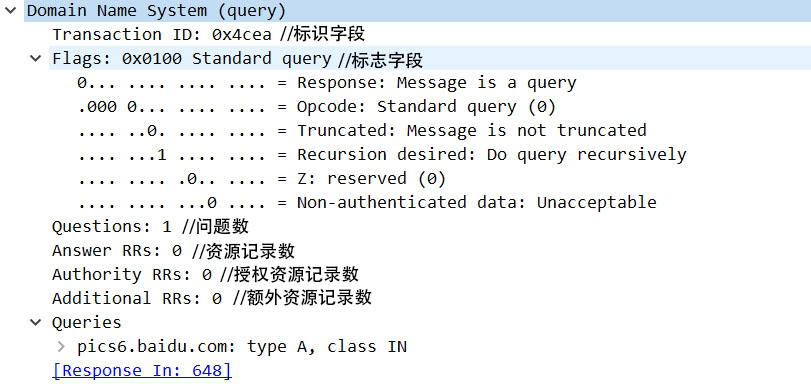 Domain Name System (query)
Transaction ID: 0x4cea //标识字段
Flags: 0x0100 Standard query //标志字段
0... .... .... .... = Response: Message is a query
.000 0... .... .... = Opcode: Standard query (0)
.... ..0. .... .... = Truncated: Message is not truncated
.... ...1 .... .... = Recursion desired: Do query recursively
.... .... .0.. .... = Z: reserved (0)
.... .... ...0 .... = Non-authenticated data: Unacceptable
Questions: 1 //问题数
Answer RRs: 0 //资源记录数
Authority RRs: 0 //授权资源记录数
Additional RRs: 0 //额外资源记录数
Queries
pics6.baidu.com: type A, class IN
[Response In: 648]